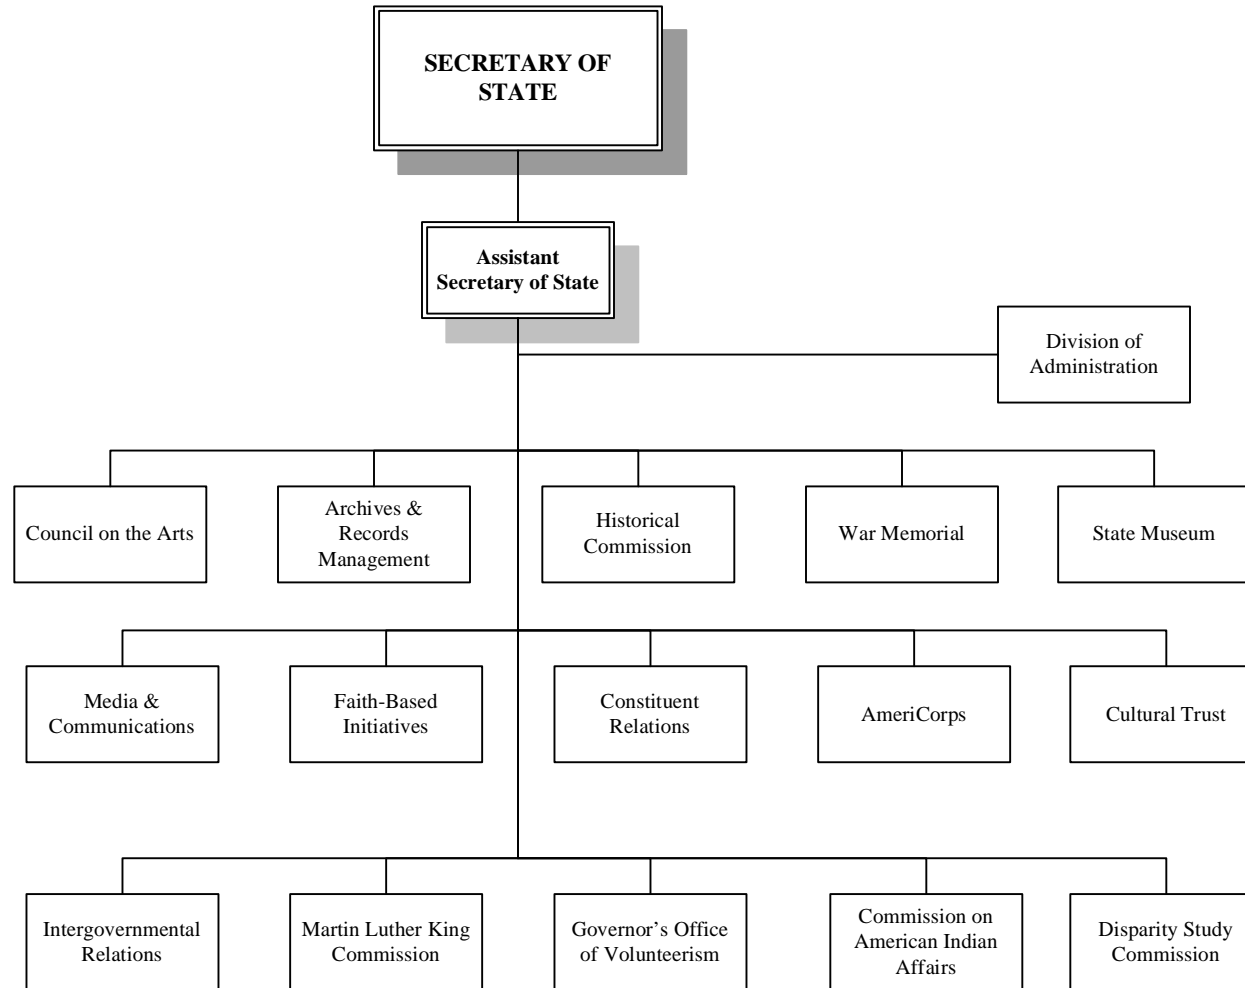 SECRETARY OF
STATE
Assistant
Secretary of State
Division of
Administration
Council on the Arts
Archives &
Records
Management
Historical
Commission
War Memorial
State Museum
Media &
Communications
Faith-Based
Initiatives
Constituent
Relations
AmeriCorps
Cultural Trust
Intergovernmental
Relations
Martin Luther King
Commission
Governor’s Office
of Volunteerism
Commission on
American Indian
Affairs
Disparity Study
Commission